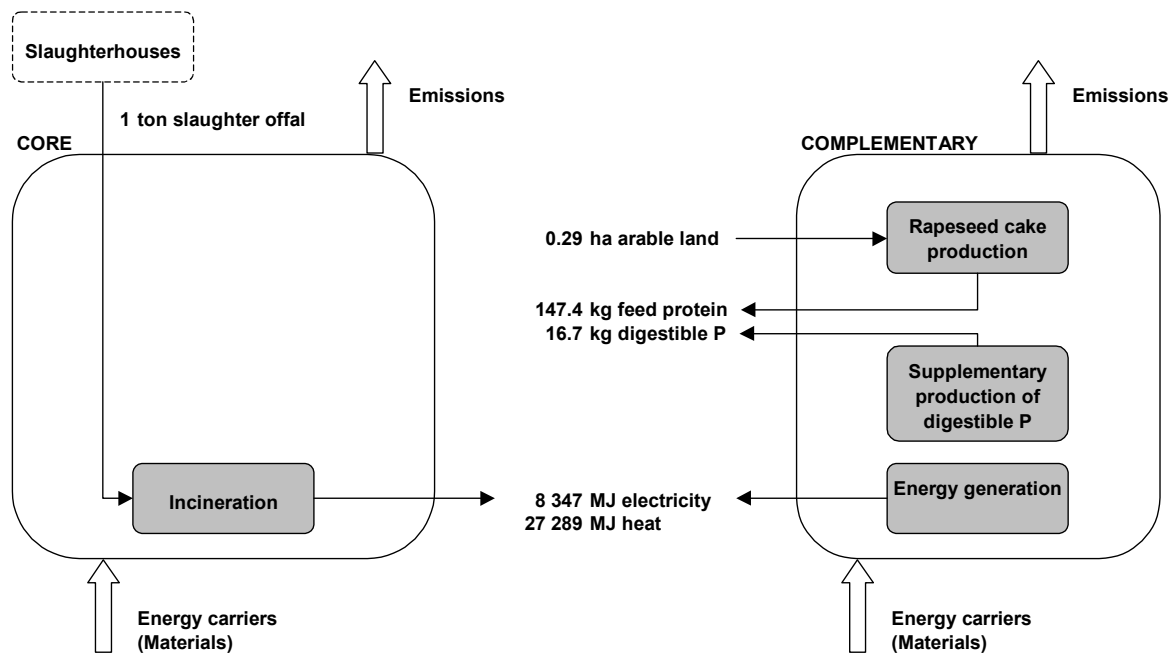 Slaughterhouses
Emissions
1 ton slaughter offal
CORE
Incineration
Energy carriers
(Materials)
Emissions
COMPLEMENTARY
0.29 ha arable land
Rapeseed cake
production
147.4 kg feed protein
16.7 kg digestible P
Supplementary
production of
digestible P
Energy generation
8 347 MJ electricity
27 289 MJ heat
Energy carriers
(Materials)